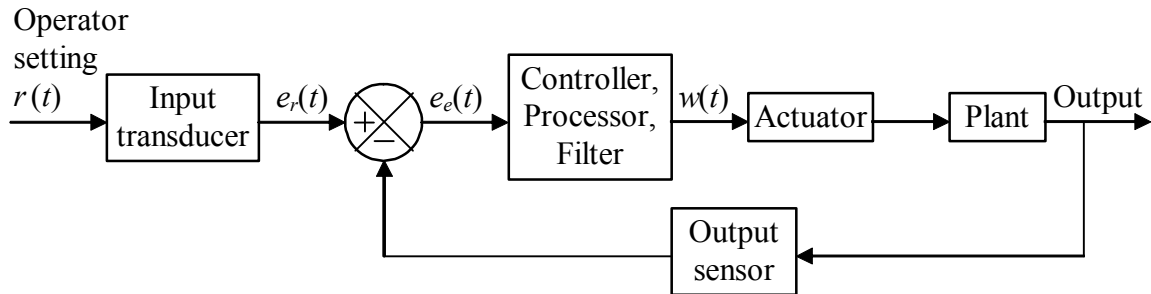 Operator
setting
r(t)
Input
transducer
e_r(t)
+
−
e_e(t)
Controller,
Processor,
Filter
w(t)
Actuator
Plant
Output
Output
sensor